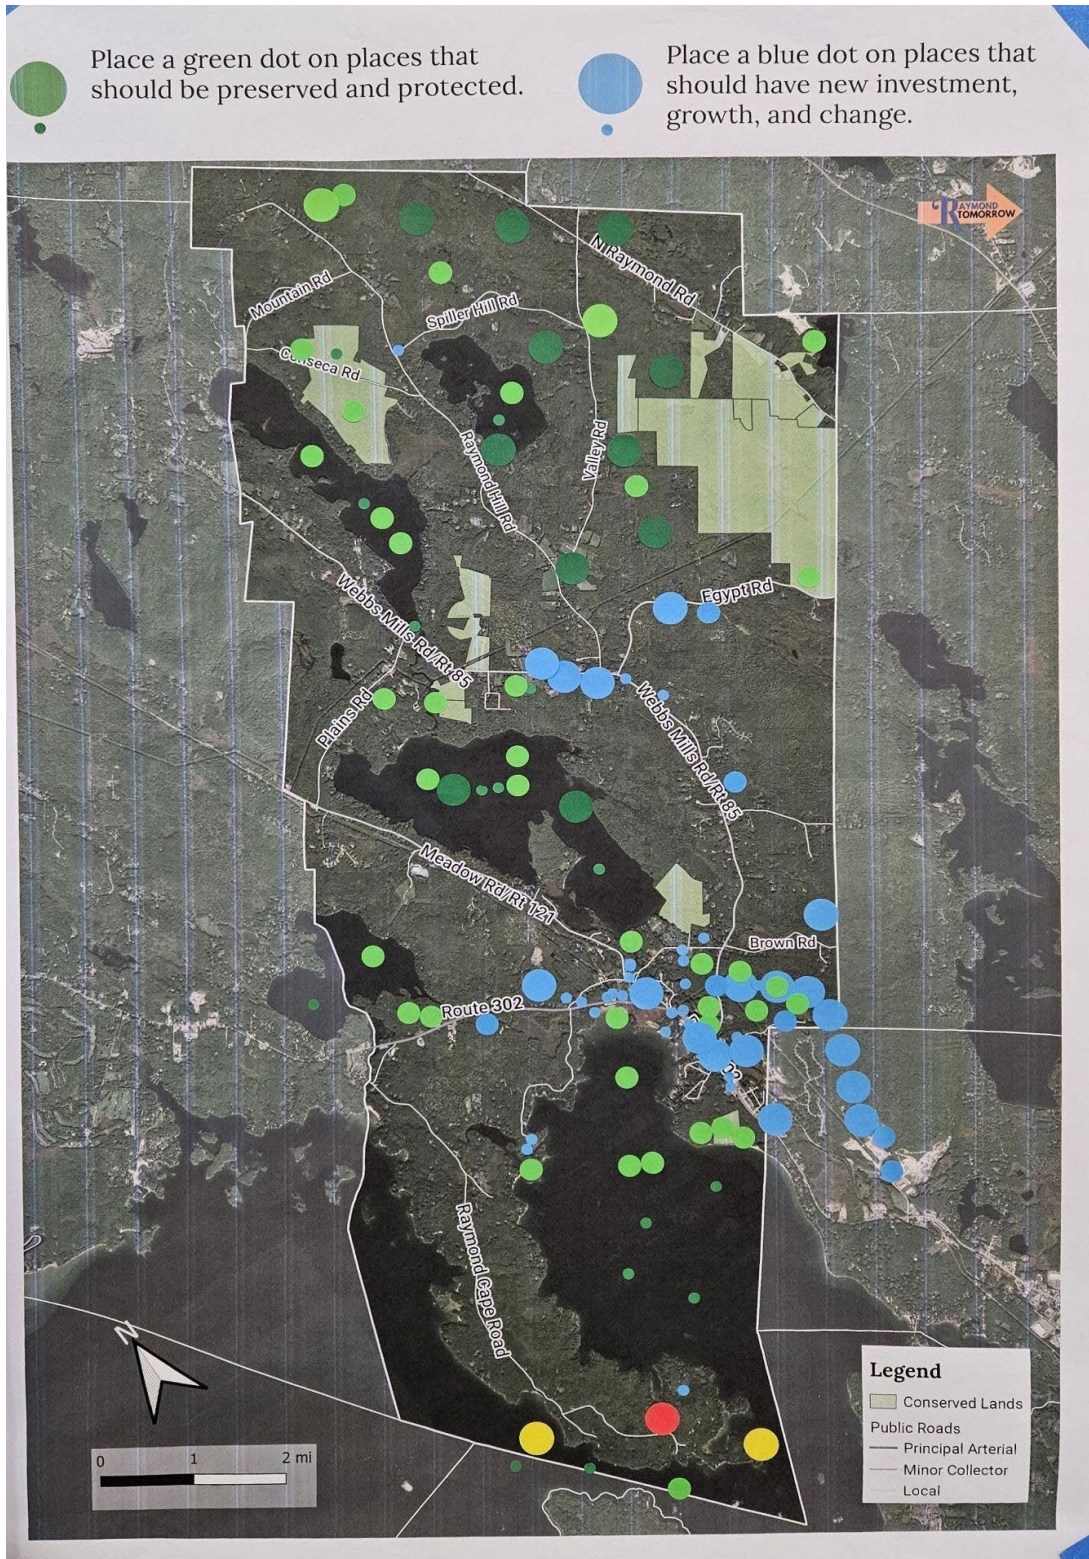 Place a green dot on places that
should be preserved and protected.
Place a blue dot on places that
should have new investment,
growth, and change.
RAYMOND
TOMORROW
N Raymond Rd
Mountain Rd
Spiller Hill Rd
Conseca Rd
Raymond Hill Rd
Valley Rd
Egypt Rd
Webbs Mills Rd/Rt 85
Plains Rd
Webbs Mills Rd/Rt 85
Meadow Rd/Rt 121
Brown Rd
Route 302
02
Raymond Cape Road
N
0 1 2 mi
Legend
Conserved Lands
Public Roads
Principal Arterial
Minor Collector
Local